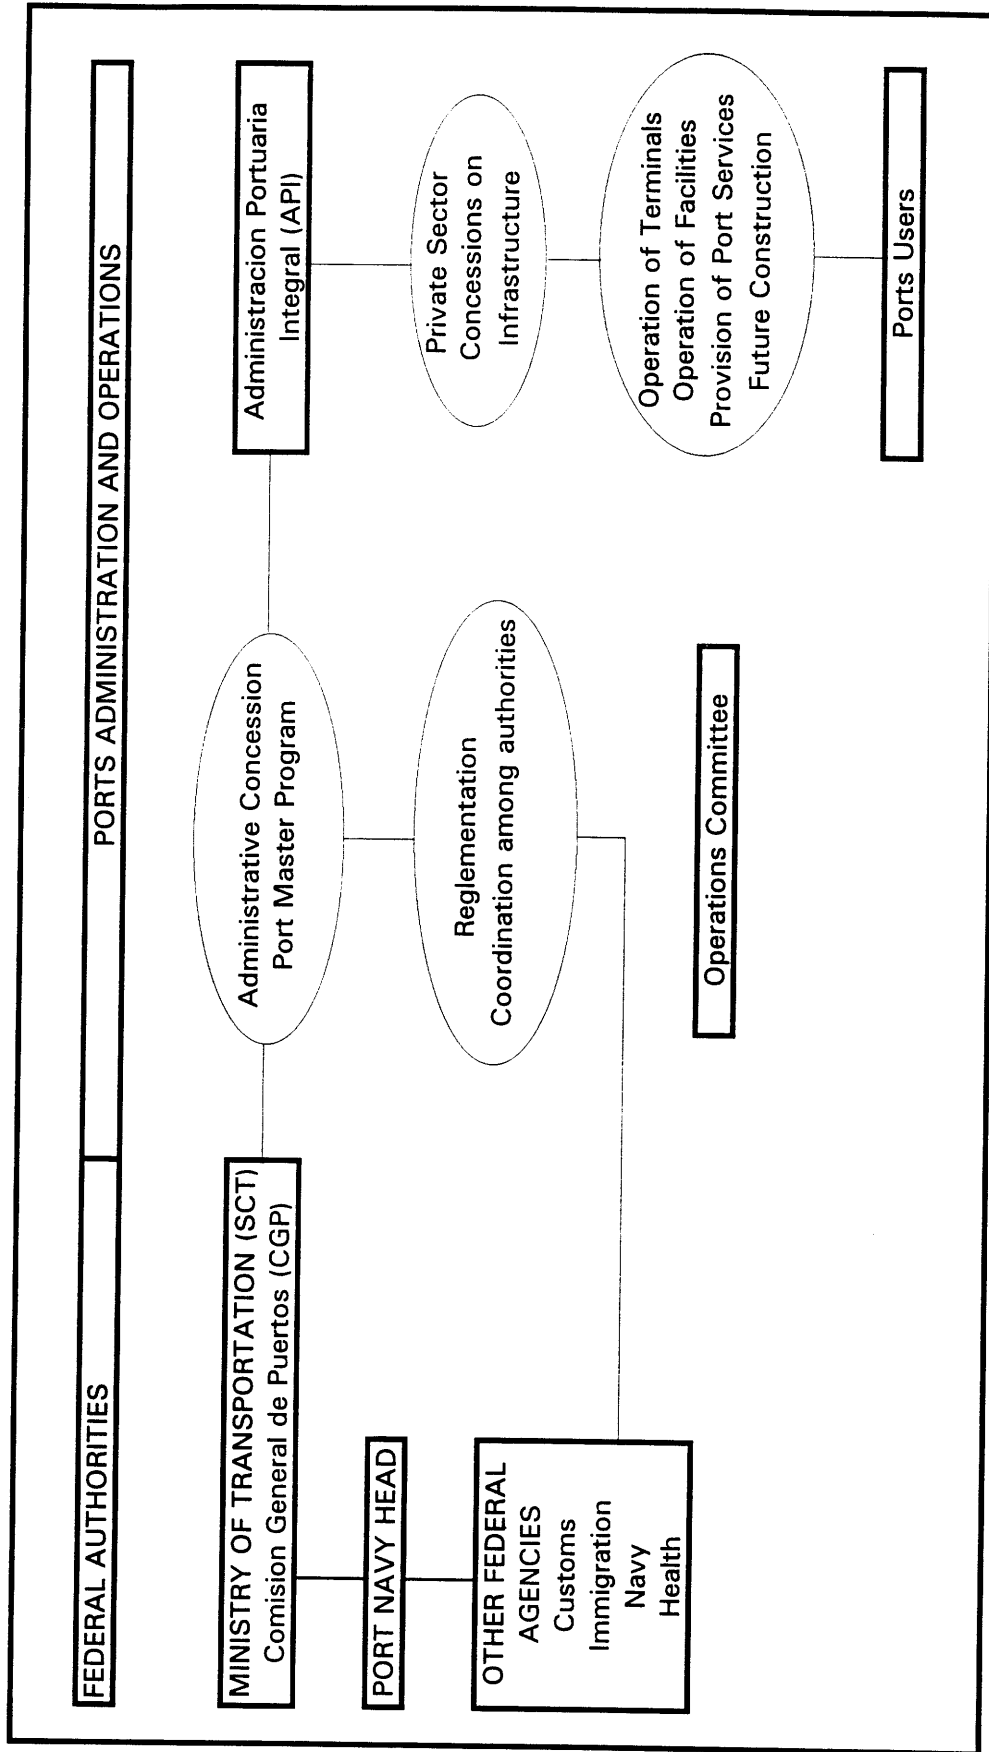 FEDERAL AUTHORITIES
PORTS ADMINISTRATION AND OPERATIONS
MINISTRY OF TRANSPORTATION (SCT)
Comision General de Puertos (CGP)
Administrative Concession
Port Master Program
Administracion Portuaria
Integral (API)
PORT NAVY HEAD
Reglementation
Coordination among authorities
Private Sector
Concessions on
Infrastructure
OTHER FEDERAL
AGENCIES
Customs
Immigration
Navy
Health
Operation of Terminals
Operation of Facilities
Provision of Port Services
Future Construction
Operations Committee
Ports Users